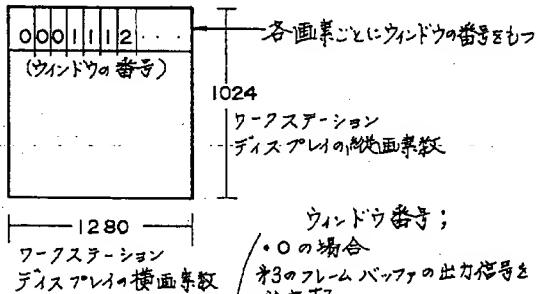 0001112・・・
各画素ごとにウィンドウの番号をもつ
(ウィンドウの番号)
1024
ワークステーション
ディスプレイの縦画素数
1280
ワークステーション
ディスプレイの横画素数
ウィンドウ番号;
・0の場合
第3のフレームバッファの出力信号を